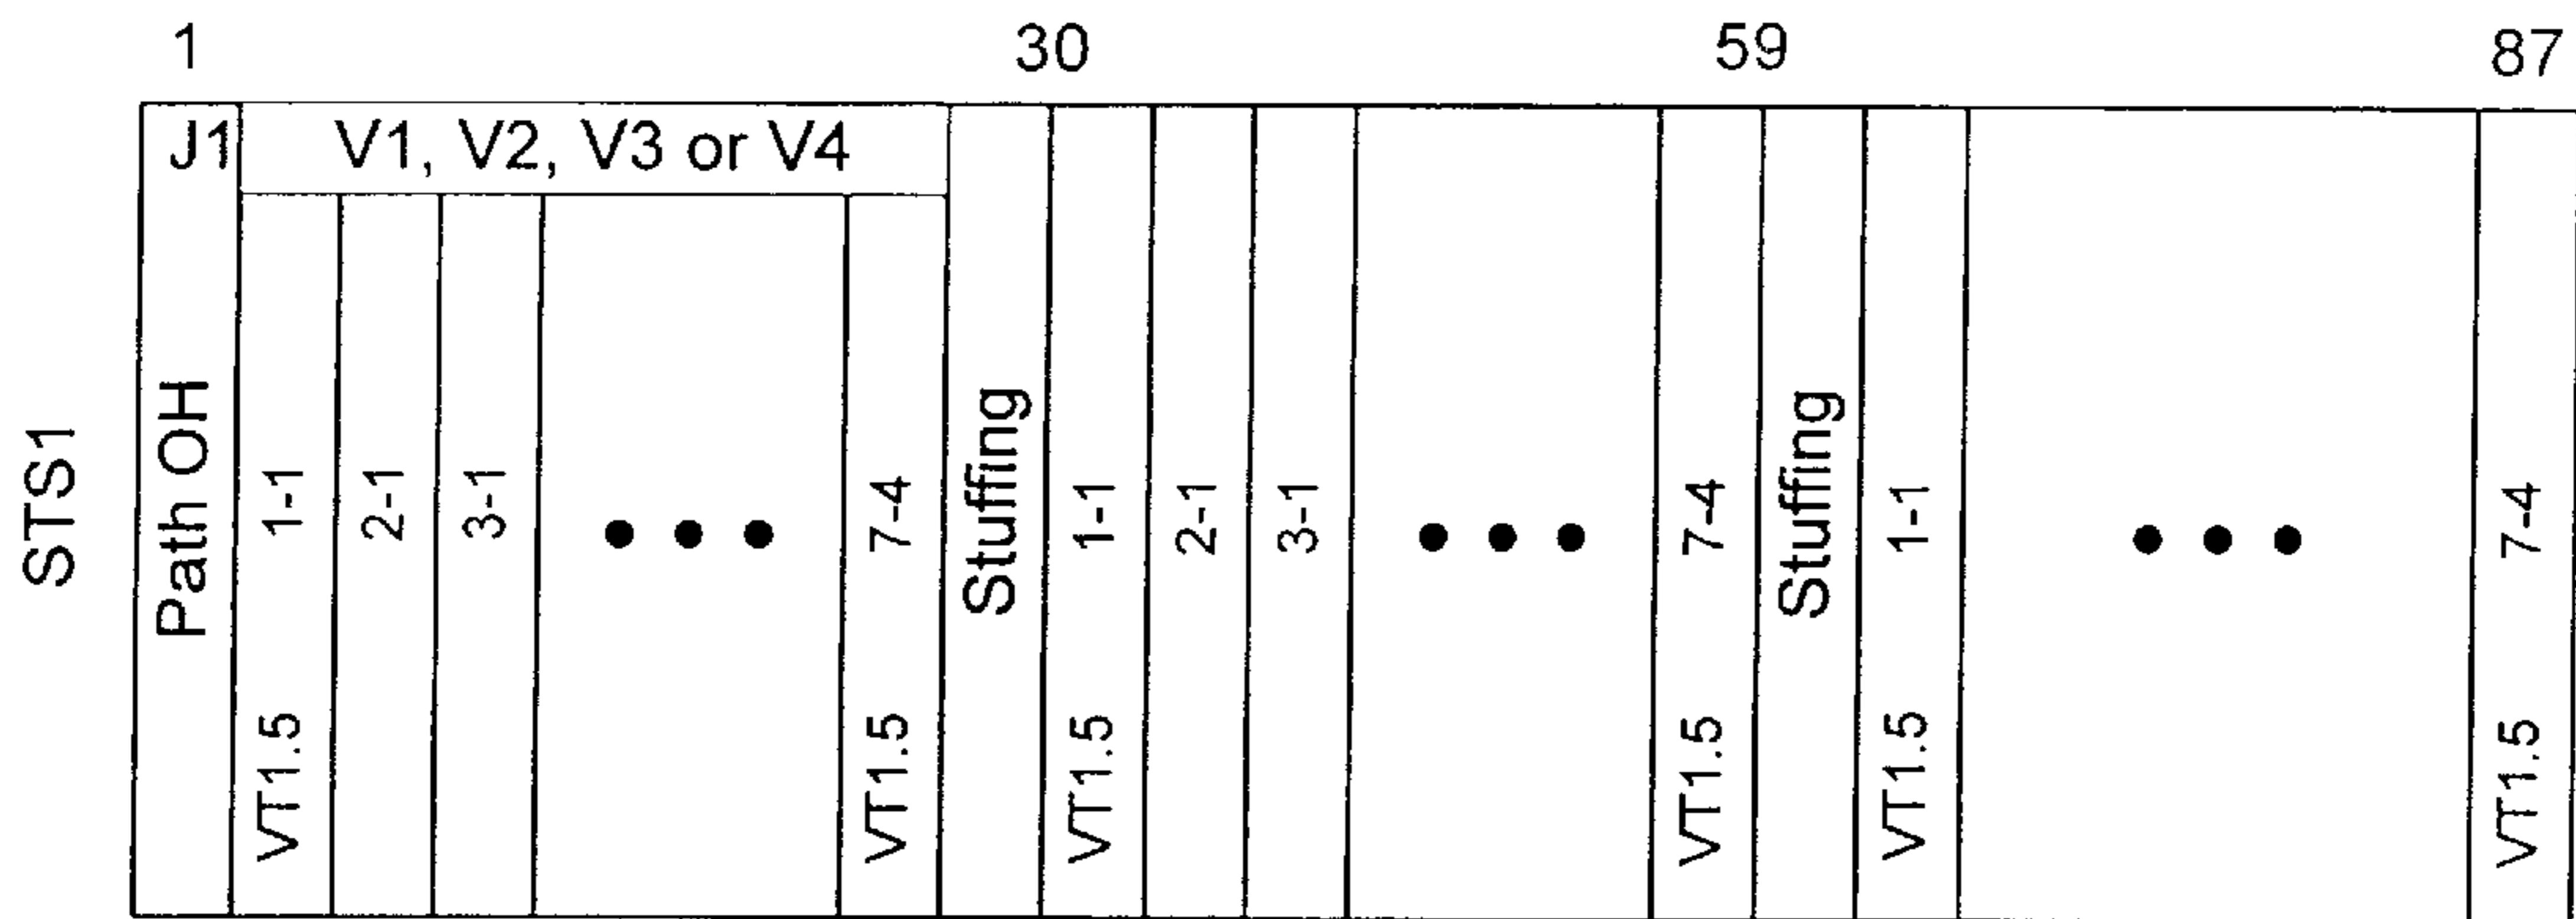 1 30 59 87
J1 V1, V2, V3 or V4
STS1
Path OH
VT1.5 1-1
2-1
3-1
VT1.5 7-4
Stuffing
VT1.5 1-1
2-1
3-1
VT1.5 7-4
Stuffing
VT1.5 1-1
VT1.5 7-4